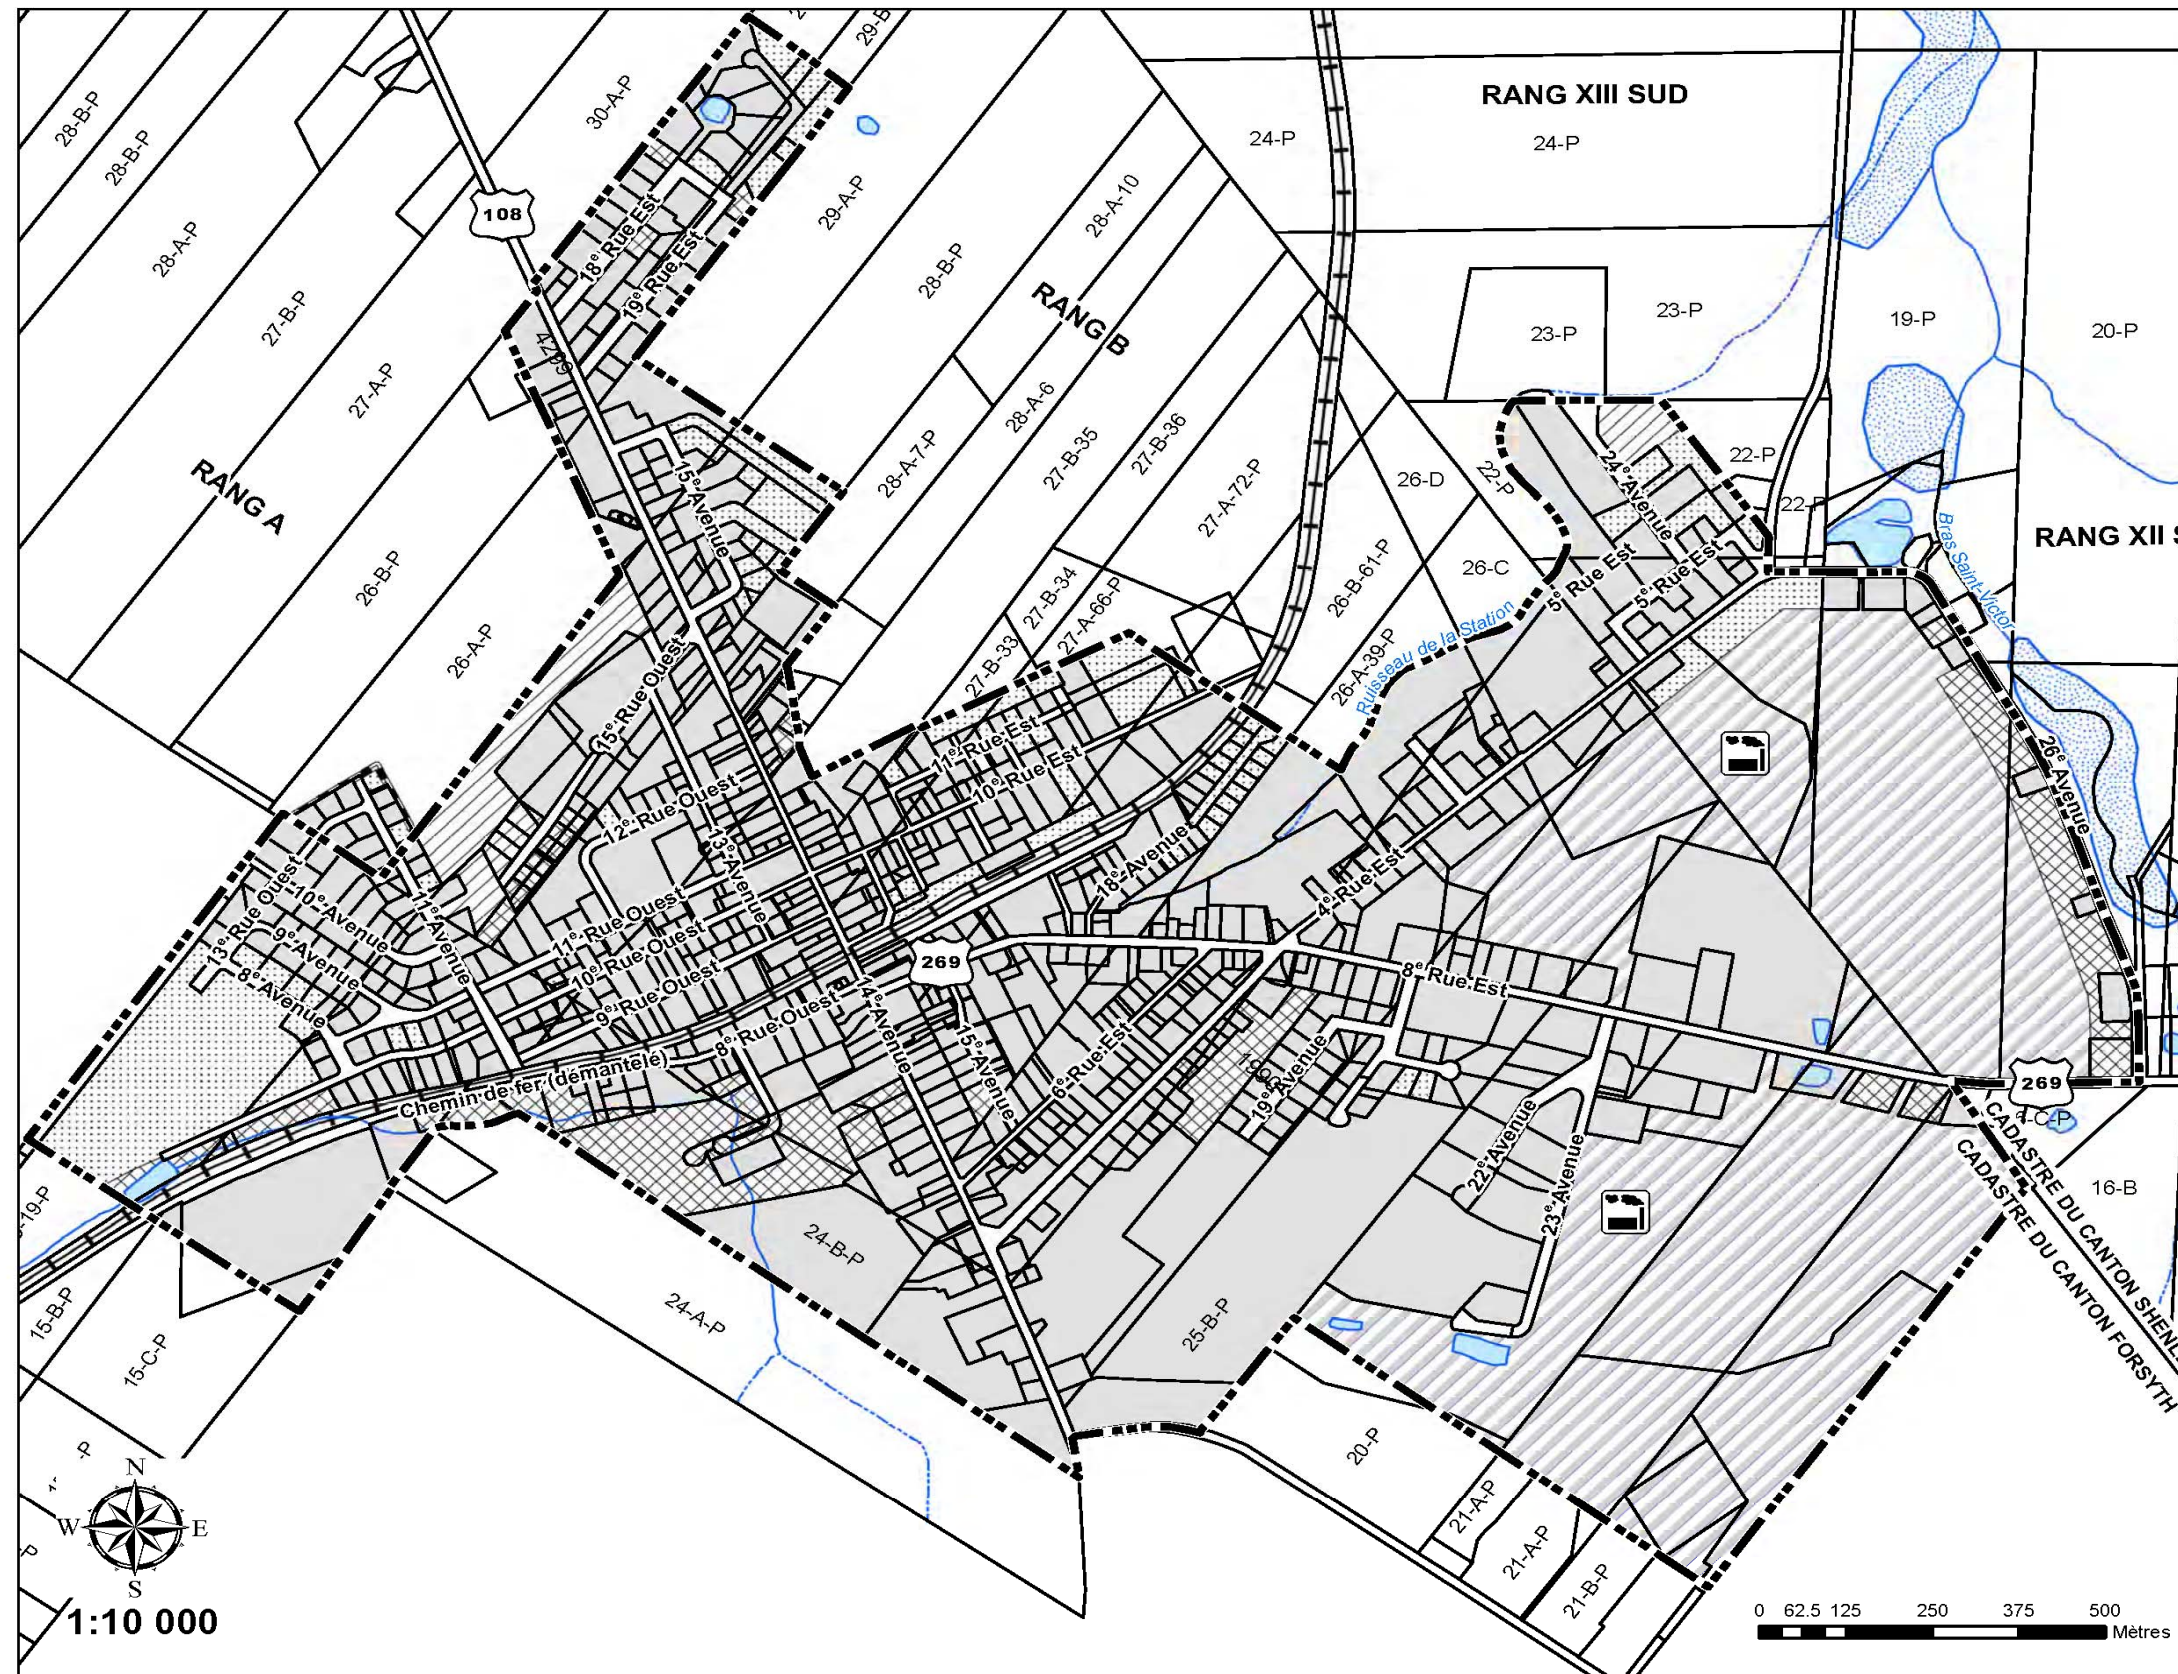 29-B
28-B-P
30-A-P
RANG XIII SUD
24-P
24-P
28-B-P
108
29-A-P
28-A-10
28-A-P
18e Rue Est
28-B-P
19e Rue Est
RANG B
27-B-P
4299
23-P
23-P
19-P
20-P
27-A-P
28-A-6
28-A-7-P
27-B-35
27-B-36
27-A-72-P
26-D
22-P
24e Avenue
22-P
22-P
RANG A
15e Avenue
RANG XII S
Bras Saint-Victor
26-B-P
26-C
5e Rue Est
5e Rue Est
27-B-34
27-A-66-P
26-B-61-P
Ruisseau de la Station
26-A-P
27-B-33
26-A-39-P
15e Rue Ouest
11e Rue Est
10e Rue Est
26e Avenue
12e Rue Ouest
13e Avenue
18e Avenue
4e Rue Est
13e Rue Ouest
10e Avenue
11e Avenue
11e Rue Ouest
10e Rue Ouest
9e Avenue
8e Avenue
9e Rue Ouest
269
8e Rue Est
8e Rue Ouest
14e Avenue
15e Avenue
6e Rue Est
19e Avenue
Chemin de fer (démantelé)
269
22e Avenue
23e Avenue
-C-P
CADASTRE DU CANTON SHENL
CADASTRE DU CANTON FORSYTH
16-B
-19-P
24-B-P
24-A-P
25-B-P
15-B-P
15-C-P
20-P
21-A-P
21-A-P
21-B-P
N
W E
S
1:10 000
0 62.5 125 250 375 500
Mètres